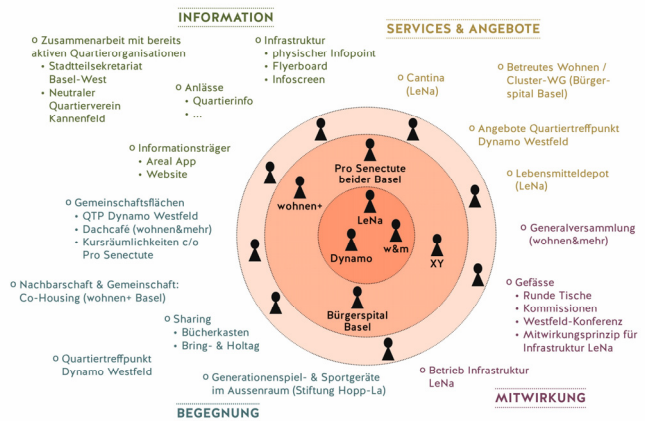 INFORMATION
Zusammenarbeit mit bereits
aktiven Quartierorganisationen
• Stadtteilsekretariat
Basel-West
• Neutraler
Quartierverein
Kannenfeld
Infrastruktur
• physischer Infopoint
• Flyerboard
• Infoscreen
Anlässe
• Quartierinfo
• ...
Informationsträger
• Areal App
• Website
SERVICES & ANGEBOTE
Cantina
(LeNa)
Betreutes Wohnen /
Cluster-WG (Bürger-
spital Basel)
Angebote Quartiertreffpunkt
Dynamo Westfeld
Lebensmitteldepot
(LeNa)
Pro Senectute
beider Basel
wohnen+
LeNa
w&m
Dynamo
XY
Bürgerspital
Basel
Gemeinschaftsflächen
• QTP Dynamo Westfeld
• Dachcafé (wohnen&mehr)
- Kursräumlichkeiten c/o
Pro Senectute
Nachbarschaft & Gemeinschaft:
Co-Housing (wohnen+ Basel)
Sharing
• Bücherkasten
• Bring- & Holtag
Quartiertreffpunkt
Dynamo Westfeld
Generationenspiel- & Sportgeräte
im Aussenraum (Stiftung Hopp-La)
BEGEGNUNG
Generalversammlung
(wohnen&mehr)
Gefässe
• Runde Tische
• Kommissionen
• Westfeld-Konferenz
• Mitwirkungsprinzip für
Infrastruktur LeNa
Betrieb Infrastruktur
LeNa
MITWIRKUNG